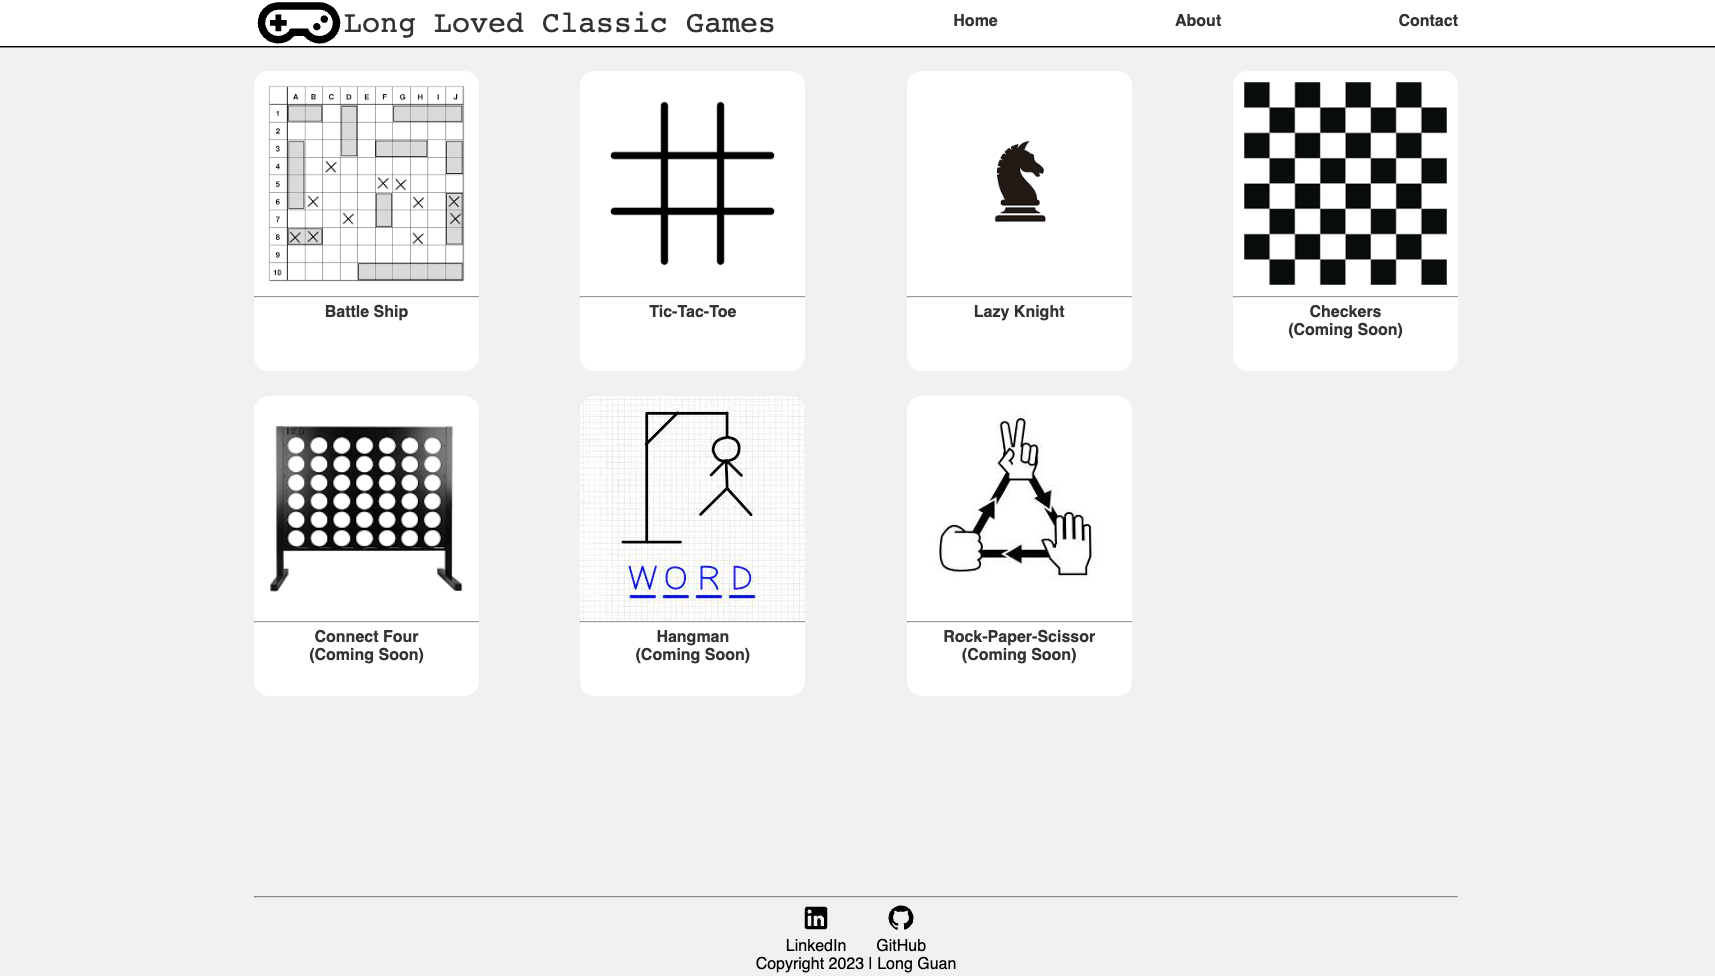 Long Loved Classic Games
Home
About
Contact
A B C D E F G H I J
1
2
3
4
5
6
7
8
9
10
Battle Ship
Tic-Tac-Toe
Lazy Knight
Checkers
(Coming Soon)
WORD
Connect Four
(Coming Soon)
Hangman
(Coming Soon)
Rock-Paper-Scissor
(Coming Soon)
in
LinkedIn
GitHub
Copyright 2023 | Long Guan